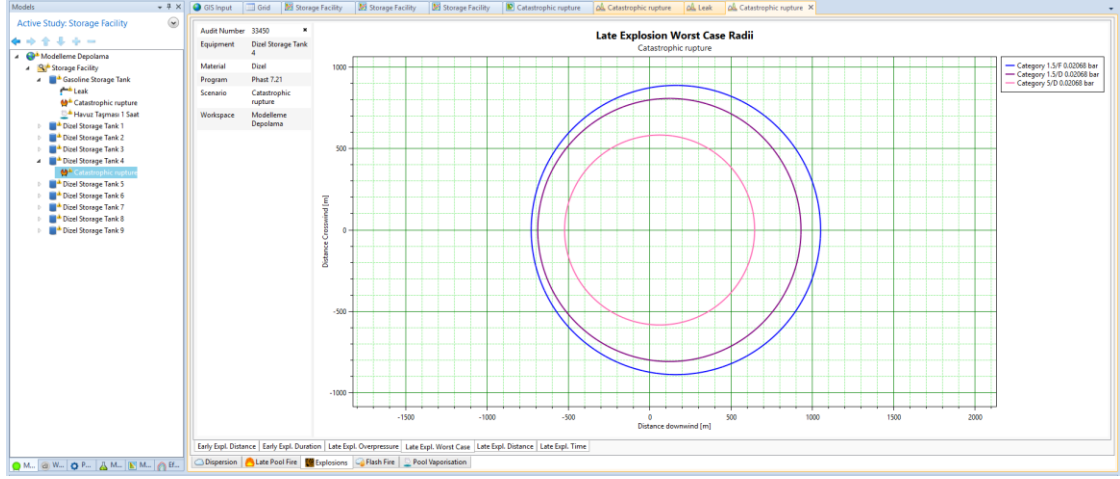 Models
GIS Input
Grid
Storage Facility
Storage Facility
Storage Facility
Catastrophic rupture
Catastrophic rupture
Leak
Catastrophic rupture
Active Study: Storage Facility
Modelleme Depolama
Storage Facility
Gasoline Storage Tank
Leak
Catastrophic rupture
Havuz Taşması 1 Saat
Dizel Storage Tank 1
Dizel Storage Tank 2
Dizel Storage Tank 3
Dizel Storage Tank 4
Catastrophic rupture
Dizel Storage Tank 5
Dizel Storage Tank 6
Dizel Storage Tank 7
Dizel Storage Tank 8
Dizel Storage Tank 9
Audit Number 33450
Equipment Dizel Storage Tank
4
Material Dizel
Program Phast 7.21
Scenario Catastrophic
rupture
Workspace Modelleme
Depolama
Late Explosion Worst Case Radii
Catastrophic rupture
Category 1.5/F 0.02068 bar
Category 1.5/D 0.02068 bar
Category 5/D 0.02068 bar
1000
500
0
-500
-1000
Distance Crosswind [m]
-1500 -1000 -500 0 500 1000 1500 2000
Distance downwind [m]
Early Expl. Distance
Early Expl. Duration
Late Expl. Overpressure
Late Expl. Worst Case
Late Expl. Distance
Late Expl. Time
Dispersion
Late Pool Fire
Explosions
Flash Fire
Pool Vaporisation
M...
W...
P...
M...
M...
Ef...